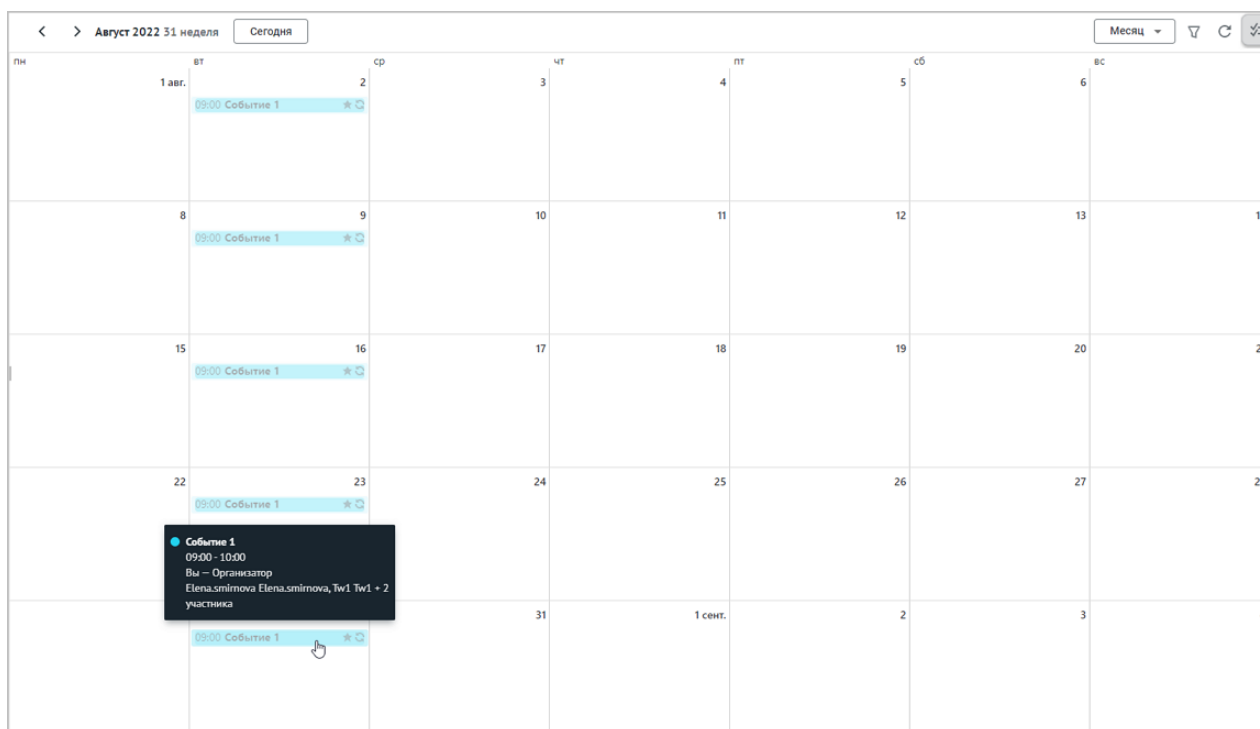 Август 2022 31 неделя Сегодня Месяц
пн вт ср чт пт сб вс
1 авг. 2 3 4 5 6
09:00 Событие 1
8 9 10 11 12 13
09:00 Событие 1
15 16 17 18 19 20
09:00 Событие 1
22 23 24 25 26 27
09:00 Событие 1
Событие 1
09:00 - 10:00
Вы — Организатор
Elena.smirnova Elena.smirnova, Tw1 Tw1 + 2
участника
31 1 сент. 2 3
09:00 Событие 1